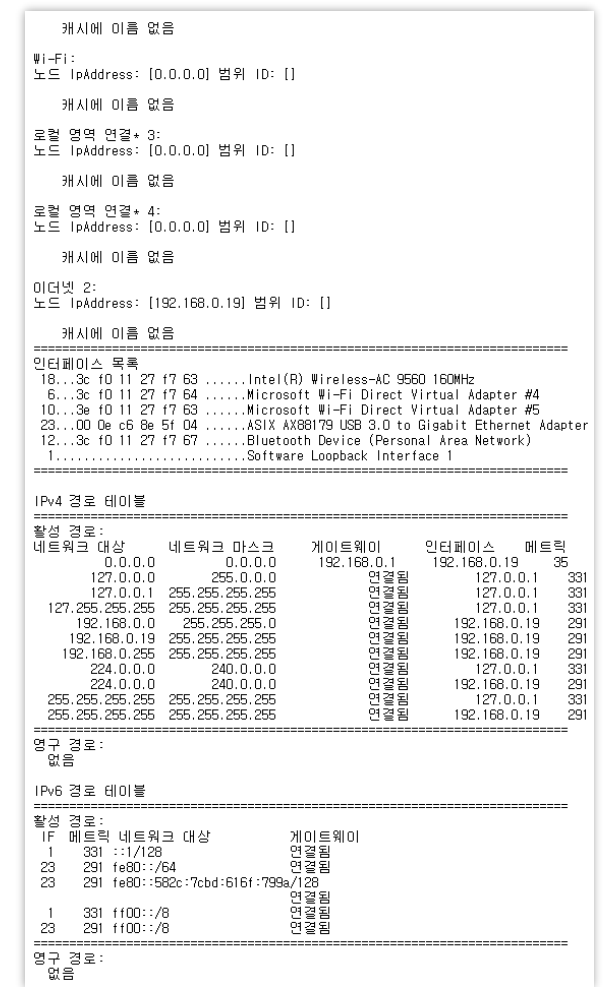 캐시에 이름 없음
Wi-Fi:
노드 IpAddress: [0.0.0.0] 범위 ID: []
캐시에 이름 없음
로컬 영역 연결* 3:
노드 IpAddress: [0.0.0.0] 범위 ID: []
캐시에 이름 없음
로컬 영역 연결* 4:
노드 IpAddress: [0.0.0.0] 범위 ID: []
캐시에 이름 없음
이더넷 2:
노드 IpAddress: [192.168.0.19] 범위 ID: []
캐시에 이름 없음
===========================================================================
인터페이스 목록
18...3c f0 11 27 f7 63 ......Intel(R) Wireless-AC 9560 160MHz
6...3c f0 11 27 f7 64 ......Microsoft Wi-Fi Direct Virtual Adapter #4
10...3e f0 11 27 f7 63 ......Microsoft Wi-Fi Direct Virtual Adapter #5
23...00 0e c6 8e 5f 04 ......ASIX AX88179 USB 3.0 to Gigabit Ethernet Adapter
12...3c f0 11 27 f7 67 ......Bluetooth Device (Personal Area Network)
1...........................Software Loopback Interface 1
===========================================================================
IPv4 경로 테이블
===========================================================================
활성 경로:
네트워크 대상 네트워크 마스크 게이트웨이 인터페이스 메트릭
0.0.0.0 0.0.0.0 192.168.0.1 192.168.0.19 35
127.0.0.0 255.0.0.0 연결됨 127.0.0.1 331
127.0.0.1 255.255.255.255 연결됨 127.0.0.1 331
127.255.255.255 255.255.255.255 연결됨 127.0.0.1 331
192.168.0.0 255.255.255.0 연결됨 192.168.0.19 291
192.168.0.19 255.255.255.255 연결됨 192.168.0.19 291
192.168.0.255 255.255.255.255 연결됨 192.168.0.19 291
224.0.0.0 240.0.0.0 연결됨 127.0.0.1 331
224.0.0.0 240.0.0.0 연결됨 192.168.0.19 291
255.255.255.255 255.255.255.255 연결됨 127.0.0.1 331
255.255.255.255 255.255.255.255 연결됨 192.168.0.19 291
===========================================================================
영구 경로:
없음
IPv6 경로 테이블
===========================================================================
활성 경로:
IF 메트릭 네트워크 대상 게이트웨이
1 331 ::1/128 연결됨
23 291 fe80::/64 연결됨
23 291 fe80::582c:7cbd:616f:799a/128
연결됨
1 331 ff00::/8 연결됨
23 291 ff00::/8 연결됨
===========================================================================
영구 경로:
없음